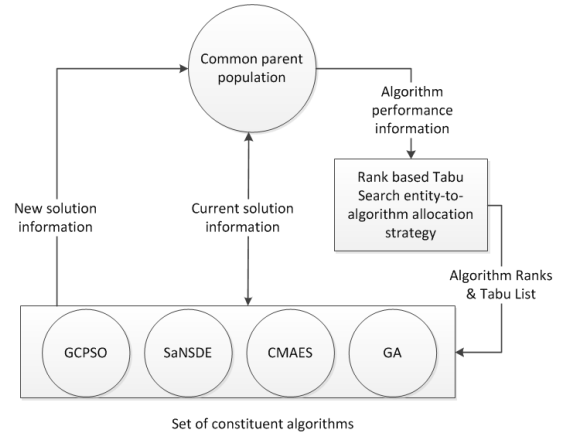 Common parent
population
Algorithm
performance
information
Rank based Tabu
Search entity-to-
algorithm allocation
strategy
New solution
information
Current solution
information
Algorithm Ranks
& Tabu List
GCPSO
SaNSDE
CMAES
GA
Set of constituent algorithms